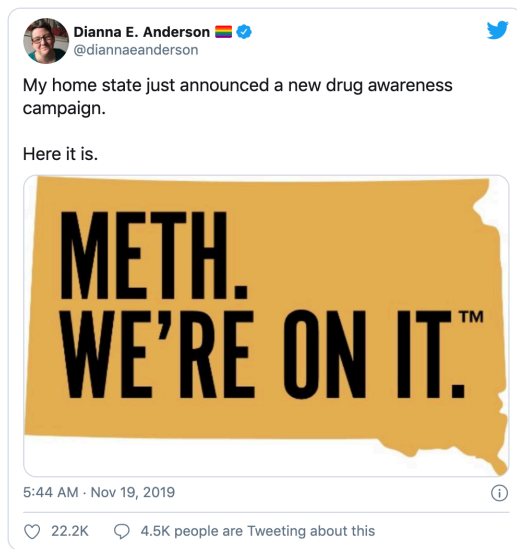 Dianna E. Anderson
@diannaeanderson
My home state just announced a new drug awareness
campaign.
Here it is.
METH.
WE'RE ON IT.™
5:44 AM · Nov 19, 2019
22.2K 4.5K people are Tweeting about this